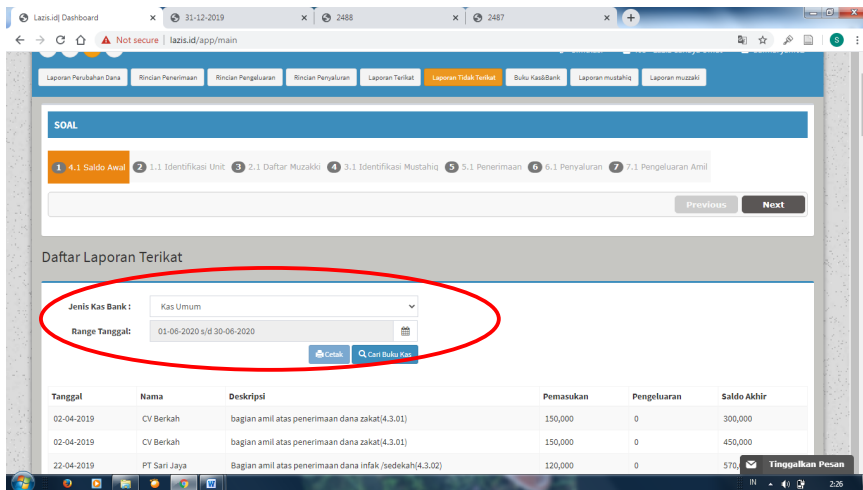 Lazis.id| Dashboard
31-12-2019
2488
2487
Not secure | lazis.id/app/main
S
Laporan Perubahan Dana
Rincian Penerimaan
Rincian Pengeluaran
Rincian Penyaluran
Laporan Terikat
Laporan Tidak Terikat
Buku Kas&Bank
Laporan mustahiq
Laporan muzzaki
SOAL
1 4.1 Saldo Awal
2 1.1 Identifikasi Unit
3 2.1 Daftar Muzakki
4 3.1 Identifikasi Mustahiq
5 5.1 Penerimaan
6 6.1 Penyaluran
7 7.1 Pengeluaran Amil
Previous
Next
Daftar Laporan Terikat
Jenis Kas Bank :
Kas Umum
Range Tanggal:
01-06-2020 s/d 30-06-2020
Cetak
Cari Buku Kas
Tanggal Nama Deskripsi Pemasukan Pengeluaran Saldo Akhir
02-04-2019 CV Berkah bagian amil atas penerimaan dana zakat(4.3.01) 150,000 0 300,000
02-04-2019 CV Berkah bagian amil atas penerimaan dana zakat(4.3.01) 150,000 0 450,000
22-04-2019 PT Sari Jaya Bagian amil atas penerimaan dana infak /sedekah(4.3.02) 120,000 0 570,
Tinggalkan Pesan
IN
2:26